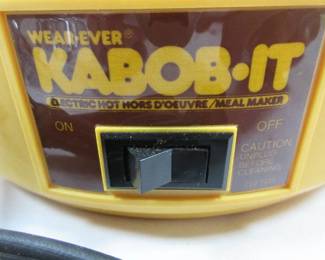 WEAR-EVER®
KABOB·IT
ELECTRIC HOT HORS D'OEUVRE/MEAL MAKER
ON OFF
CAUTION
UNPLUG
BEFORE
CLEANING